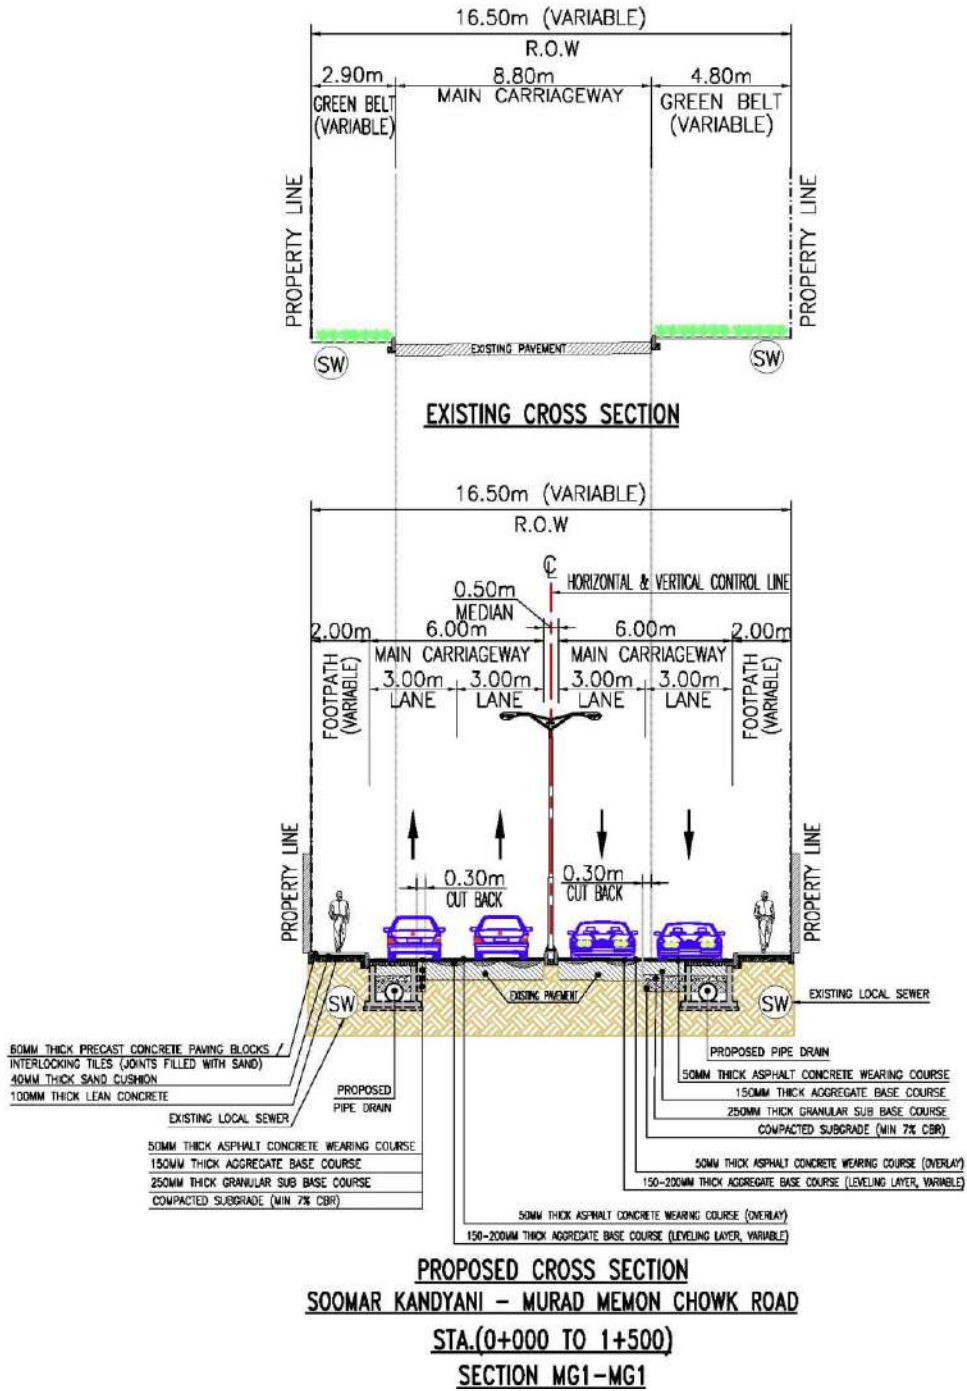 16.50m (VARIABLE)
R.O.W
2.90m
8.80m
4.80m
GREEN BELT
(VARIABLE)
MAIN CARRIAGEWAY
GREEN BELT
(VARIABLE)
PROPERTY LINE
PROPERTY LINE
SW
EXISTING PAVEMENT
SW
EXISTING CROSS SECTION
16.50m (VARIABLE)
R.O.W
℄
HORIZONTAL & VERTICAL CONTROL LINE
0.50m
MEDIAN
2.00m
6.00m
6.00m
2.00m
FOOTPATH
(VARIABLE)
MAIN CARRIAGEWAY
MAIN CARRIAGEWAY
FOOTPATH
(VARIABLE)
3.00m
LANE
3.00m
LANE
3.00m
LANE
3.00m
LANE
PROPERTY LINE
0.30m
CUT BACK
0.30m
CUT BACK
PROPERTY LINE
SW
EXISTING PAVEMENT
SW
EXISTING LOCAL SEWER
60MM THICK PRECAST CONCRETE PAVING BLOCKS /
INTERLOCKING TILES (JOINTS FILLED WITH SAND)
40MM THICK SAND CUSHION
100MM THICK LEAN CONCRETE
EXISTING LOCAL SEWER
PROPOSED
PIPE DRAIN
PROPOSED PIPE DRAIN
50MM THICK ASPHALT CONCRETE WEARING COURSE
150MM THICK AGGREGATE BASE COURSE
250MM THICK GRANULAR SUB BASE COURSE
COMPACTED SUBGRADE (MIN 7% CBR)
50MM THICK ASPHALT CONCRETE WEARING COURSE
150MM THICK AGGREGATE BASE COURSE
250MM THICK GRANULAR SUB BASE COURSE
COMPACTED SUBGRADE (MIN 7% CBR)
50MM THICK ASPHALT CONCRETE WEARING COURSE (OVERLAY)
150-200MM THICK AGGREGATE BASE COURSE (LEVELING LAYER, VARIABLE)
50MM THICK ASPHALT CONCRETE WEARING COURSE (OVERLAY)
150-200MM THICK AGGREGATE BASE COURSE (LEVELING LAYER, VARIABLE)
PROPOSED CROSS SECTION
SOOMAR KANDYANI - MURAD MEMON CHOWK ROAD
STA.(0+000 TO 1+500)
SECTION MG1-MG1